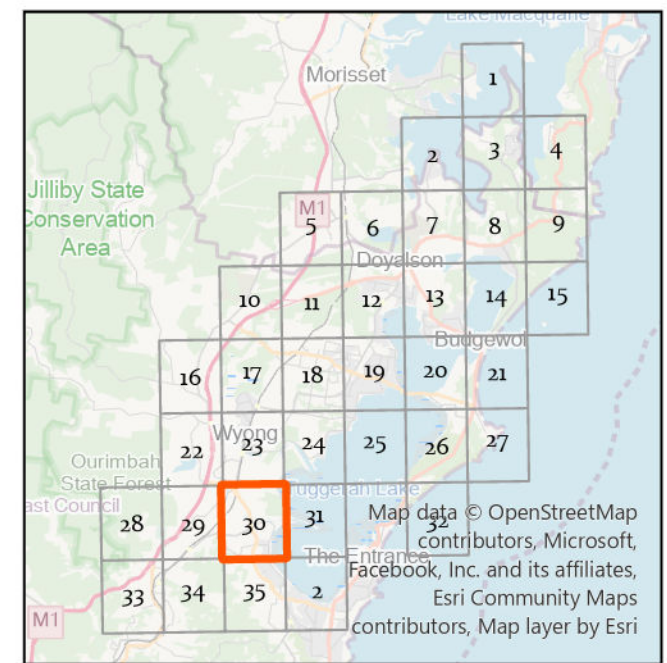 Lake Macquarie
Morisset
1
2 3 4
Jilliby State
Conservation
Area
M1
5 6 7 8 9
Doyalson
10 11 12 13 14 15
Budgewoi
16 17 18 19 20 21
Wyong
22 23 24 25 26 27
Ourimbah
State Forest
ast Council
Tuggerah Lake
28 29 30 31 32
The Entrance
33 34 35 2
M1
Map data © OpenStreetMap
contributors, Microsoft,
Facebook, Inc. and its affiliates,
Esri Community Maps
contributors, Map layer by Esri